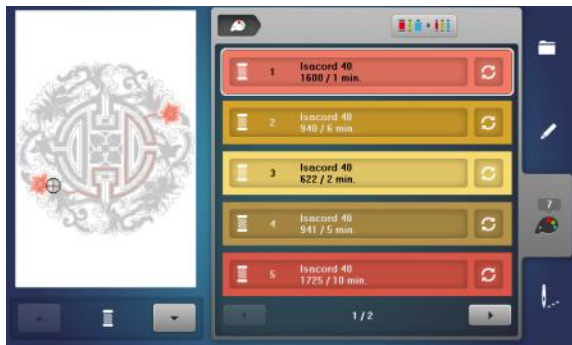 1
Isacord 40
1600 / 1 min.
2
Isacord 40
940 / 6 min.
3
Isacord 40
622 / 2 min.
4
Isacord 40
941 / 5 min.
5
Isacord 40
1725 / 10 min.
1 / 2
7